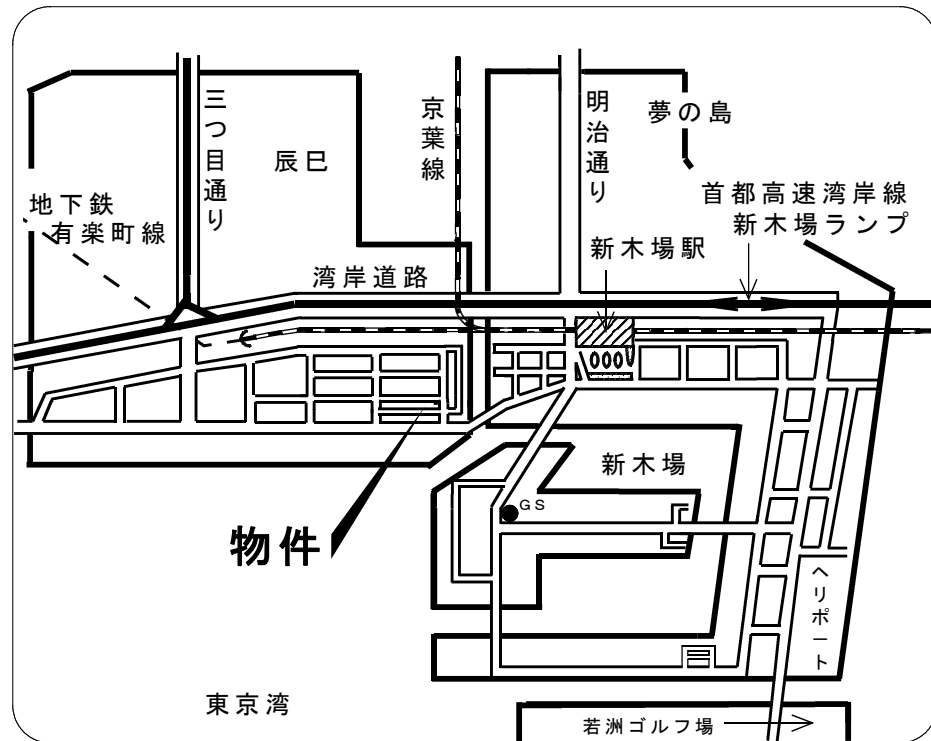 三つ目通り
京葉線
明治通り
夢の島
辰巳
地下鉄
有楽町線
首都高速湾岸線
新木場ランプ
新木場駅
湾岸道路
新木場
GS
物件
ヘリポート
東京湾
若洲ゴルフ場